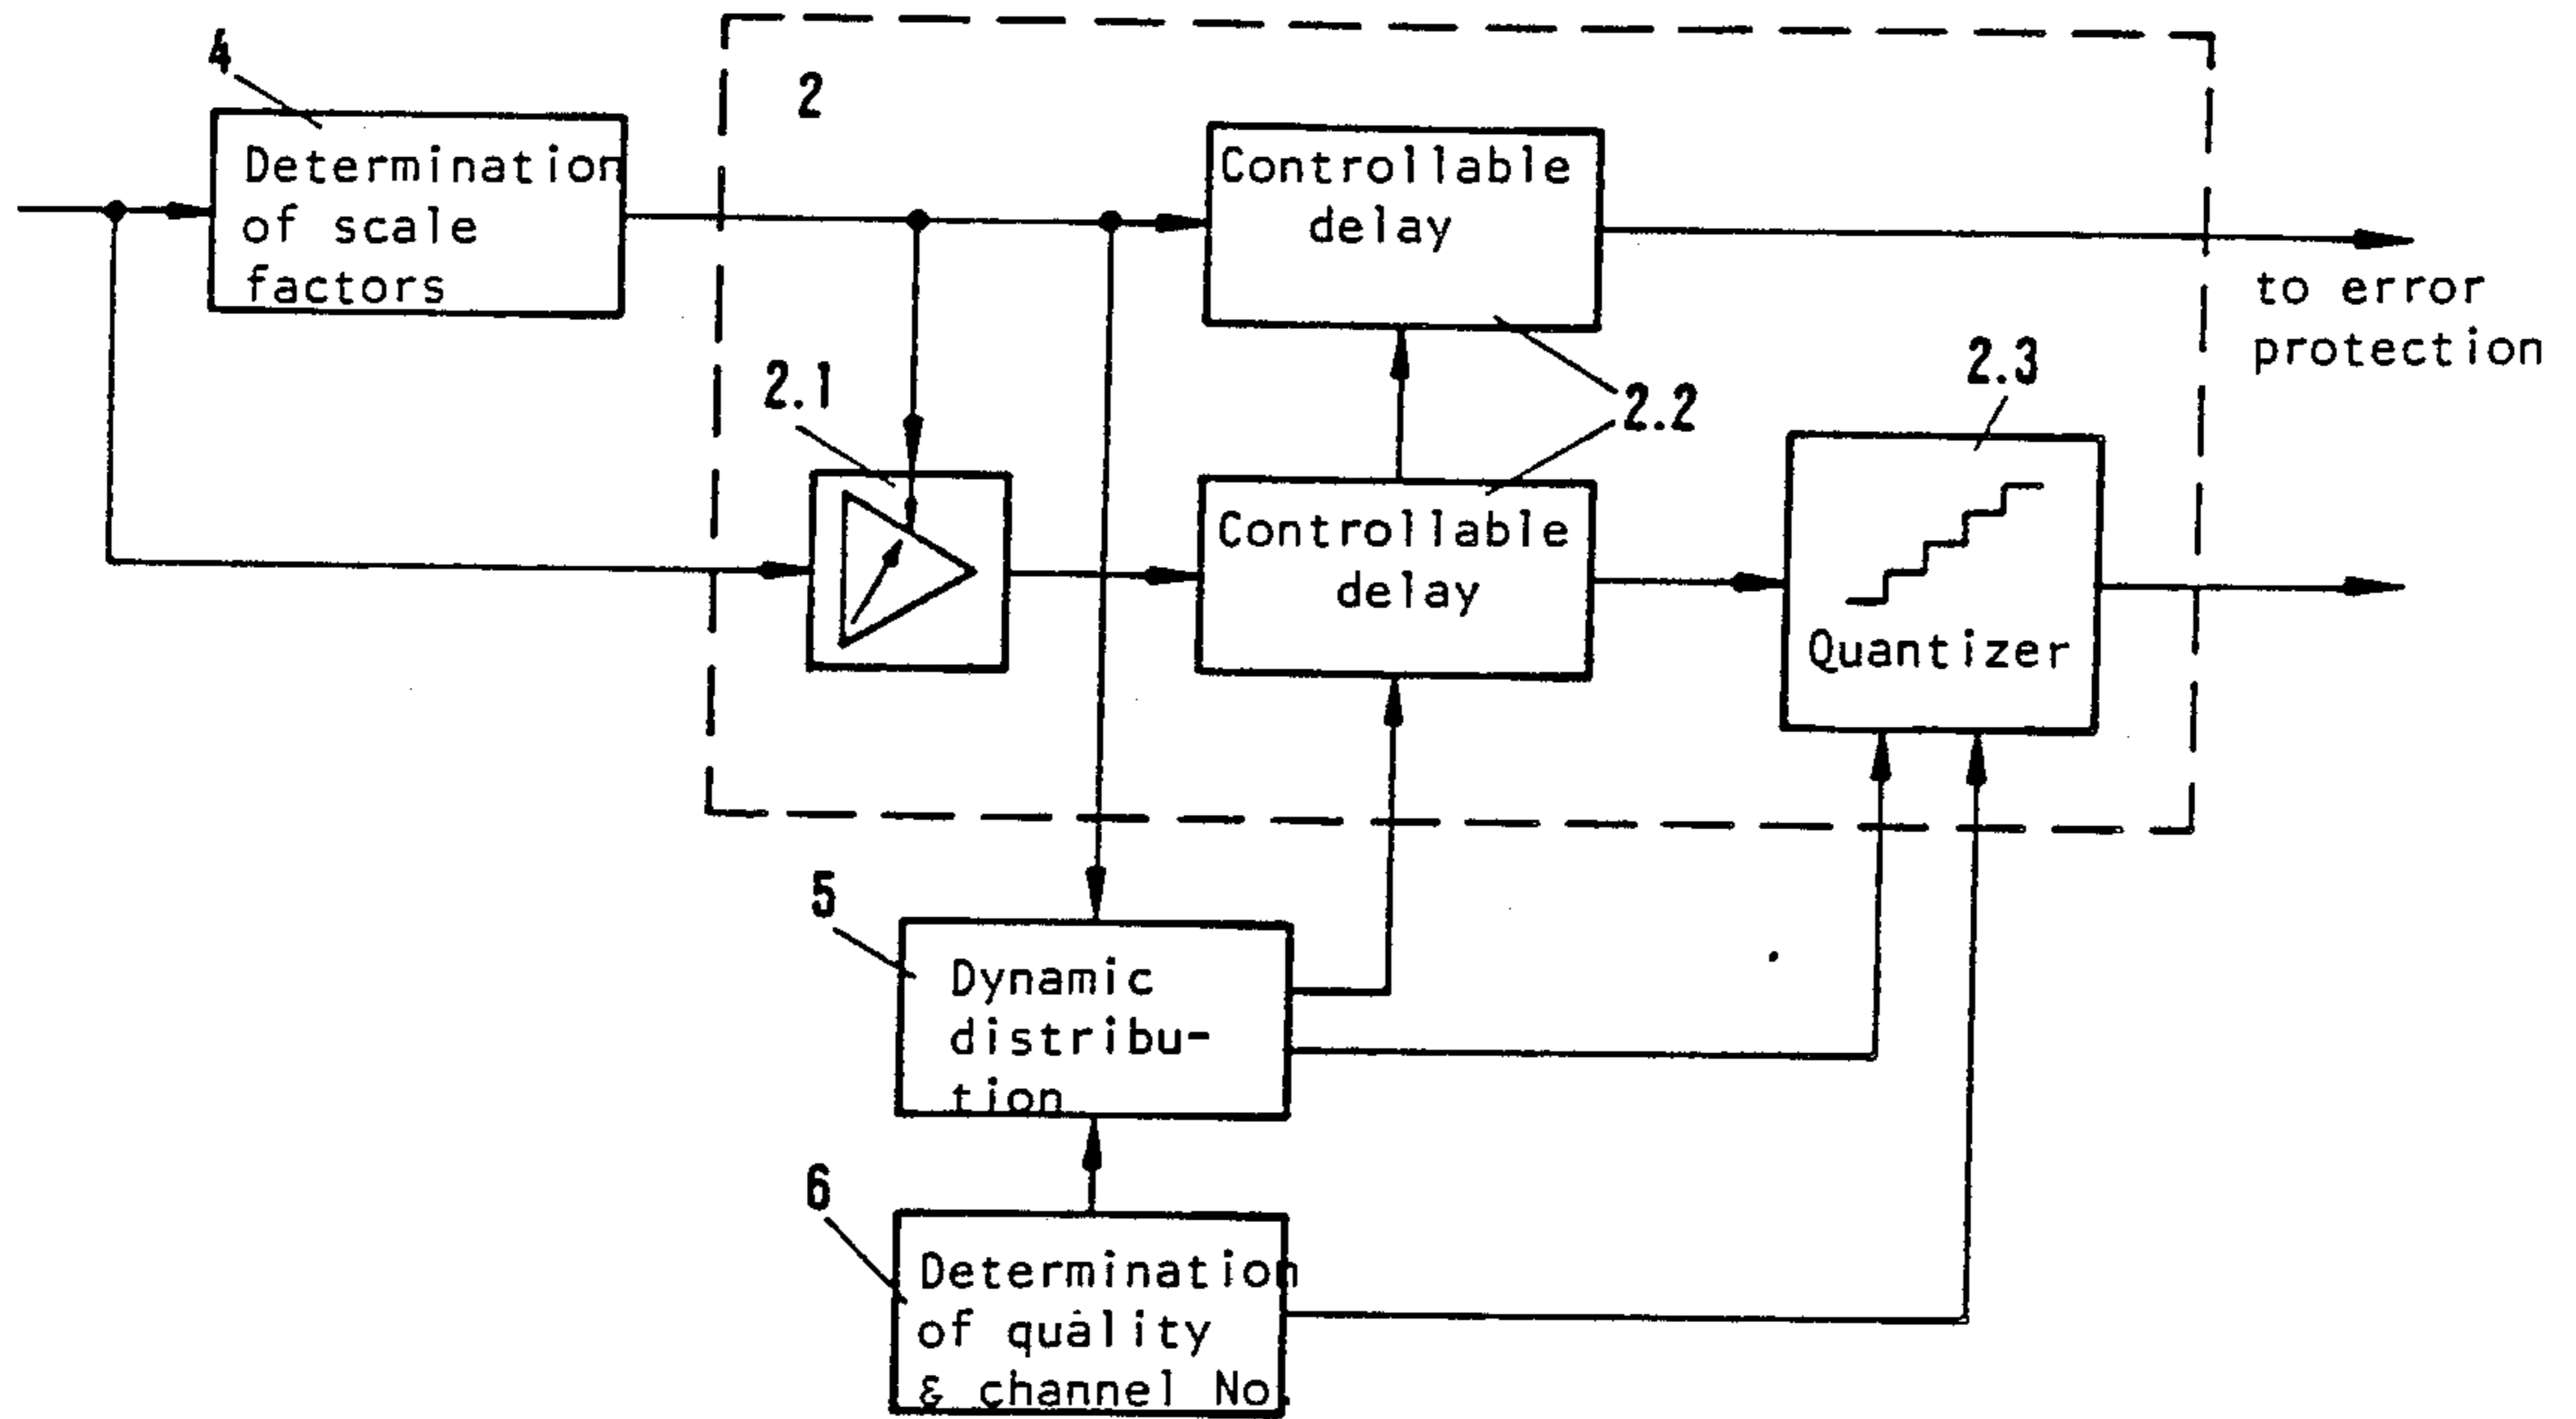 4
2
Determination
of scale
factors
Controllable
delay
to error
protection
2.1
2.2
2.3
Controllable
delay
Quantizer
5
Dynamic
distribu-
tion
6
Determination
of quality
& channel No.